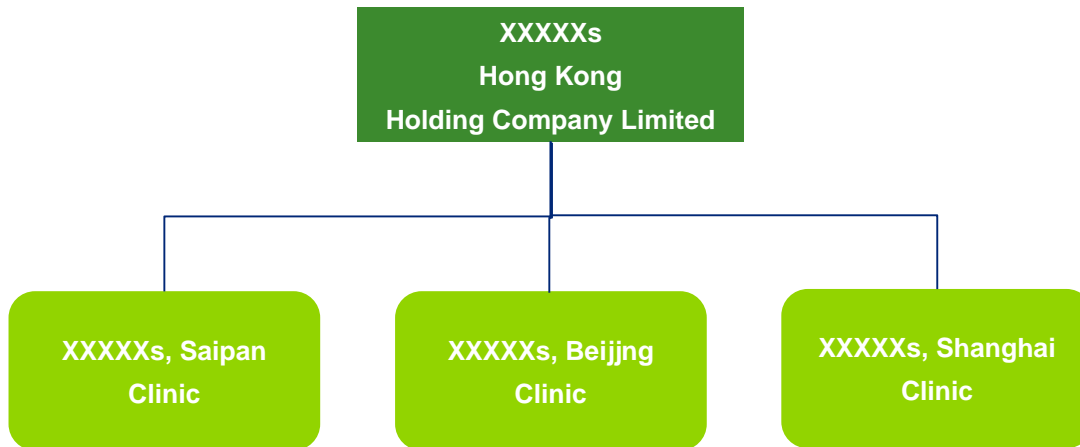 XXXXXs
Hong Kong
Holding Company Limited
XXXXXs, Saipan
Clinic
XXXXXs, Beijjng
Clinic
XXXXXs, Shanghai
Clinic